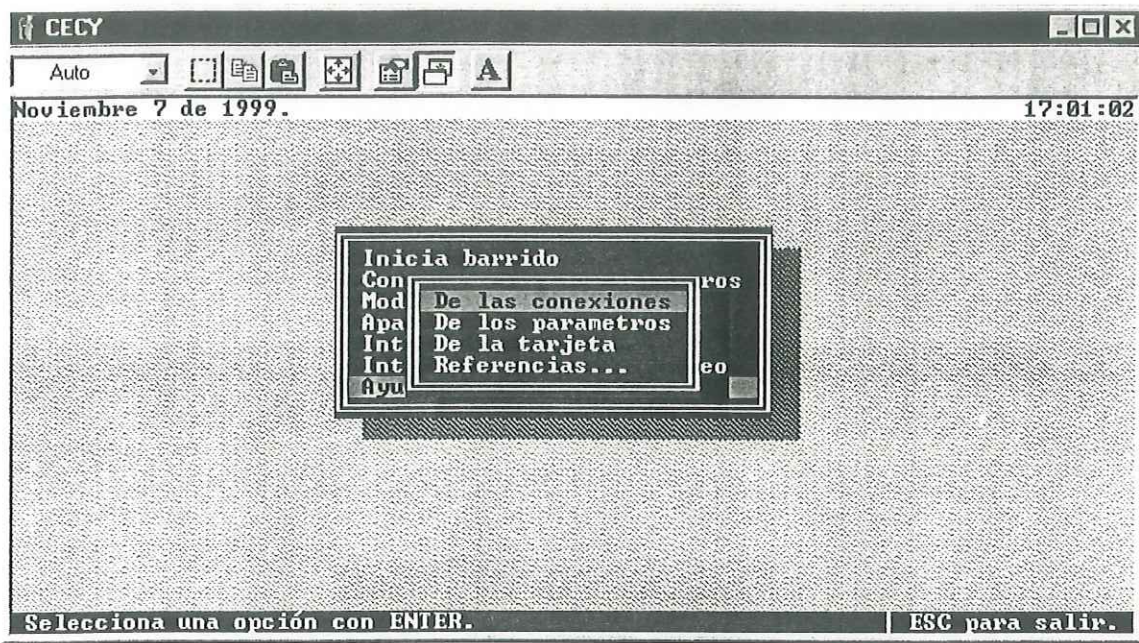 CECY
Auto
A
Noviembre 7 de 1999. 17:01:02
Inicia barrido
Con ros
Mod
Apa
Int
Int eo
Ayu
De las conexiones
De los parametros
De la tarjeta
Referencias...
Selecciona una opción con ENTER. ESC para salir.